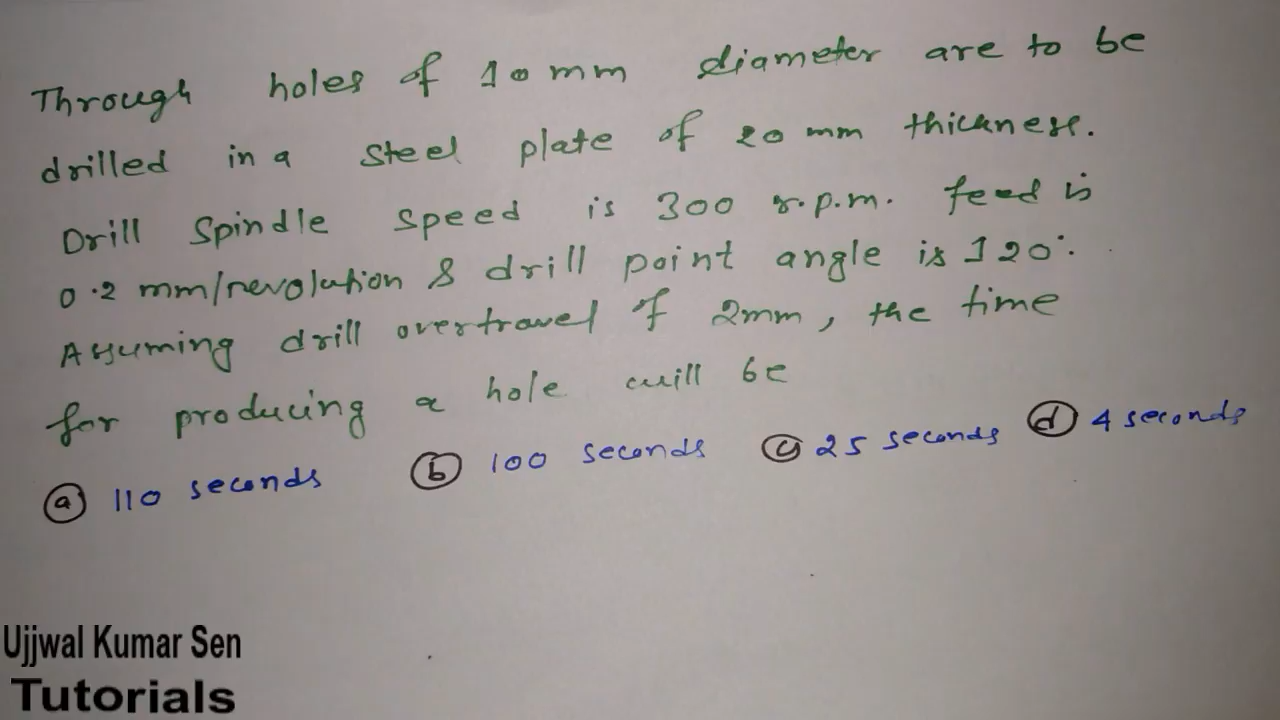 Through holes of 10 mm diameter are to be
drilled in a steel plate of 20 mm thickness.
Drill Spindle speed is 300 r.p.m. feed is
0.2 mm/revolution & drill point angle is 120°.
Assuming drill overtravel of 2mm, the time
for producing a hole will be
(a) 110 seconds (b) 100 seconds (c) 25 seconds (d) 4 seconds
Ujjwal Kumar Sen
Tutorials